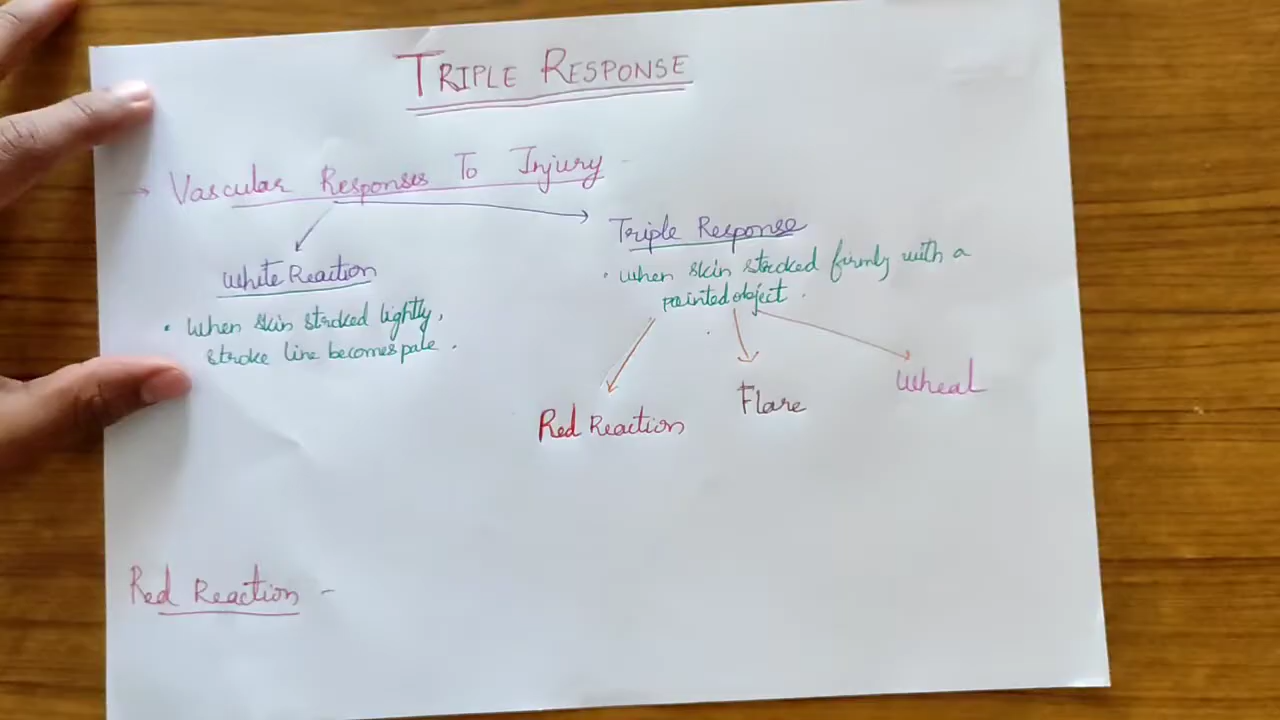 TRIPLE RESPONSE
→ Vascular Responses To Injury -
Triple Response
• When skin stroked firmly with a
pointed object.
White Reaction
• When skin stroked lightly,
stroke line becomes pale.
Red Reaction
Flare
Wheal
Red Reaction -